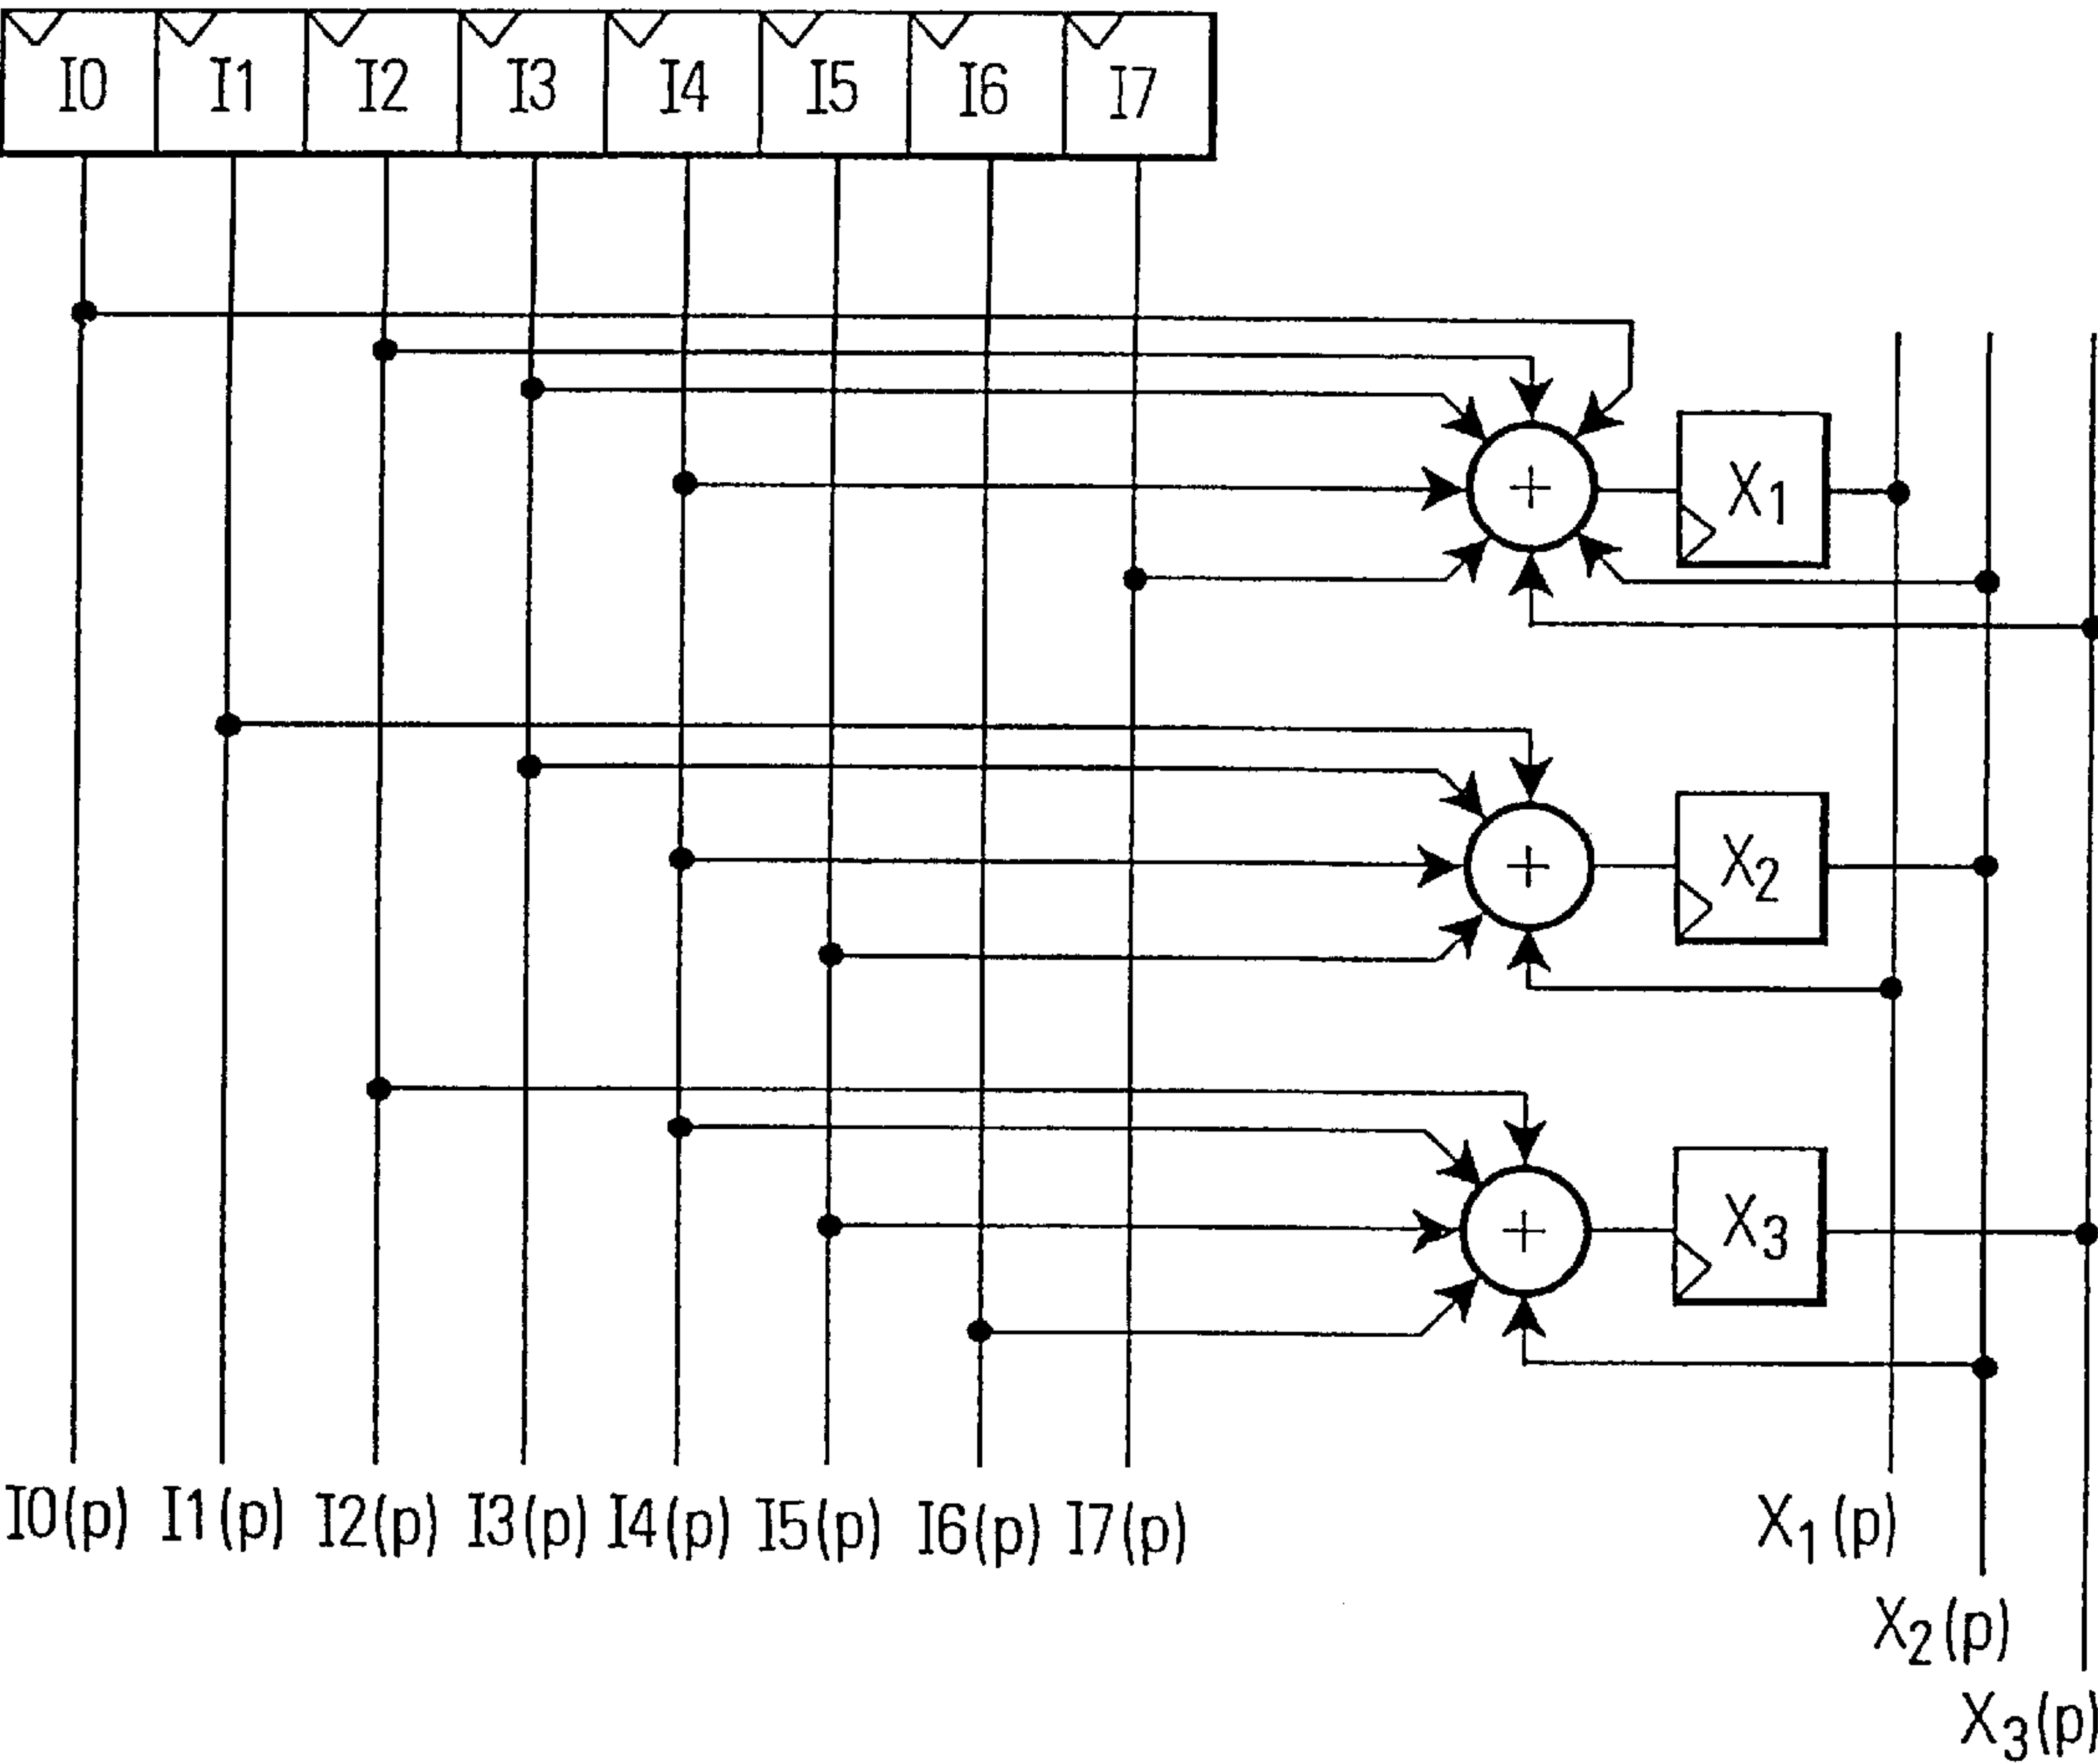 I0 I1 I2 I3 I4 I5 I6 I7
+ X1
+ X2
+ X3
I0(p) I1(p) I2(p) I3(p) I4(p) I5(p) I6(p) I7(p) X1(p)
X2(p)
X3(p)